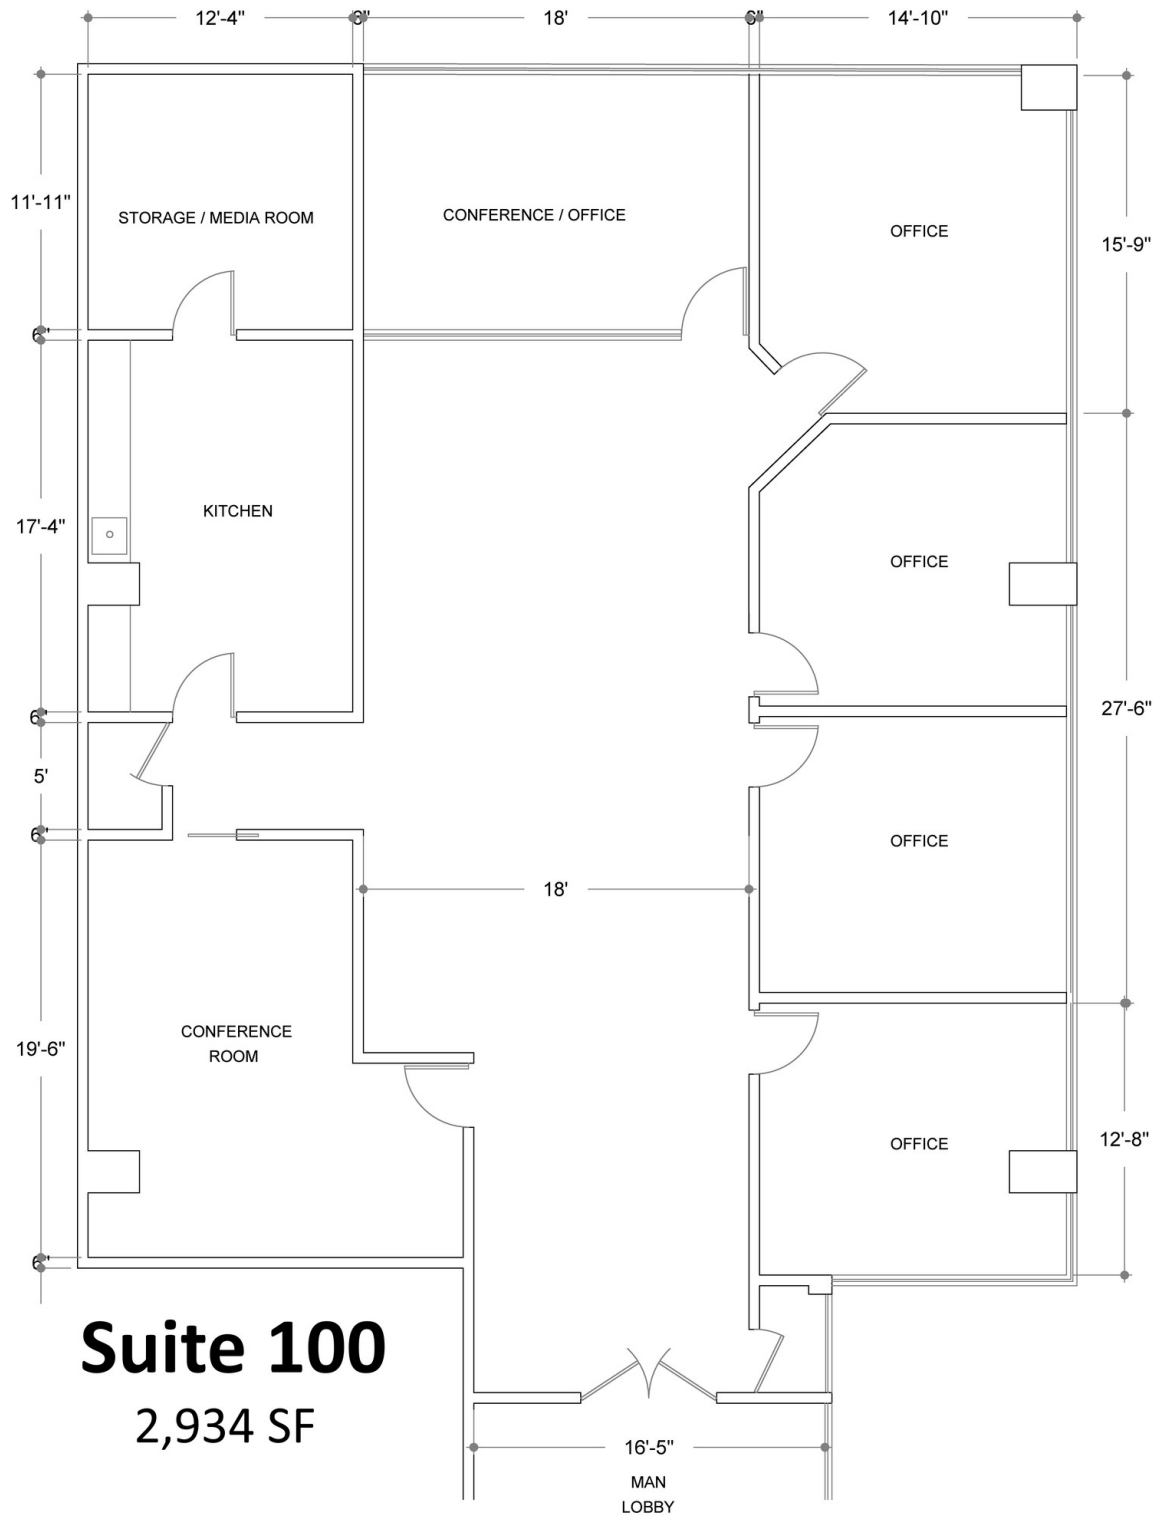 12'-4" 6" 18' 6" 14'-10"
11'-11"
STORAGE / MEDIA ROOM
CONFERENCE / OFFICE
OFFICE
15'-9"
6"
17'-4"
KITCHEN
OFFICE
6"
27'-6"
5'
6"
OFFICE
18'
19'-6"
CONFERENCE
ROOM
OFFICE
12'-8"
6"
Suite 100
2,934 SF
16'-5"
MAN
LOBBY